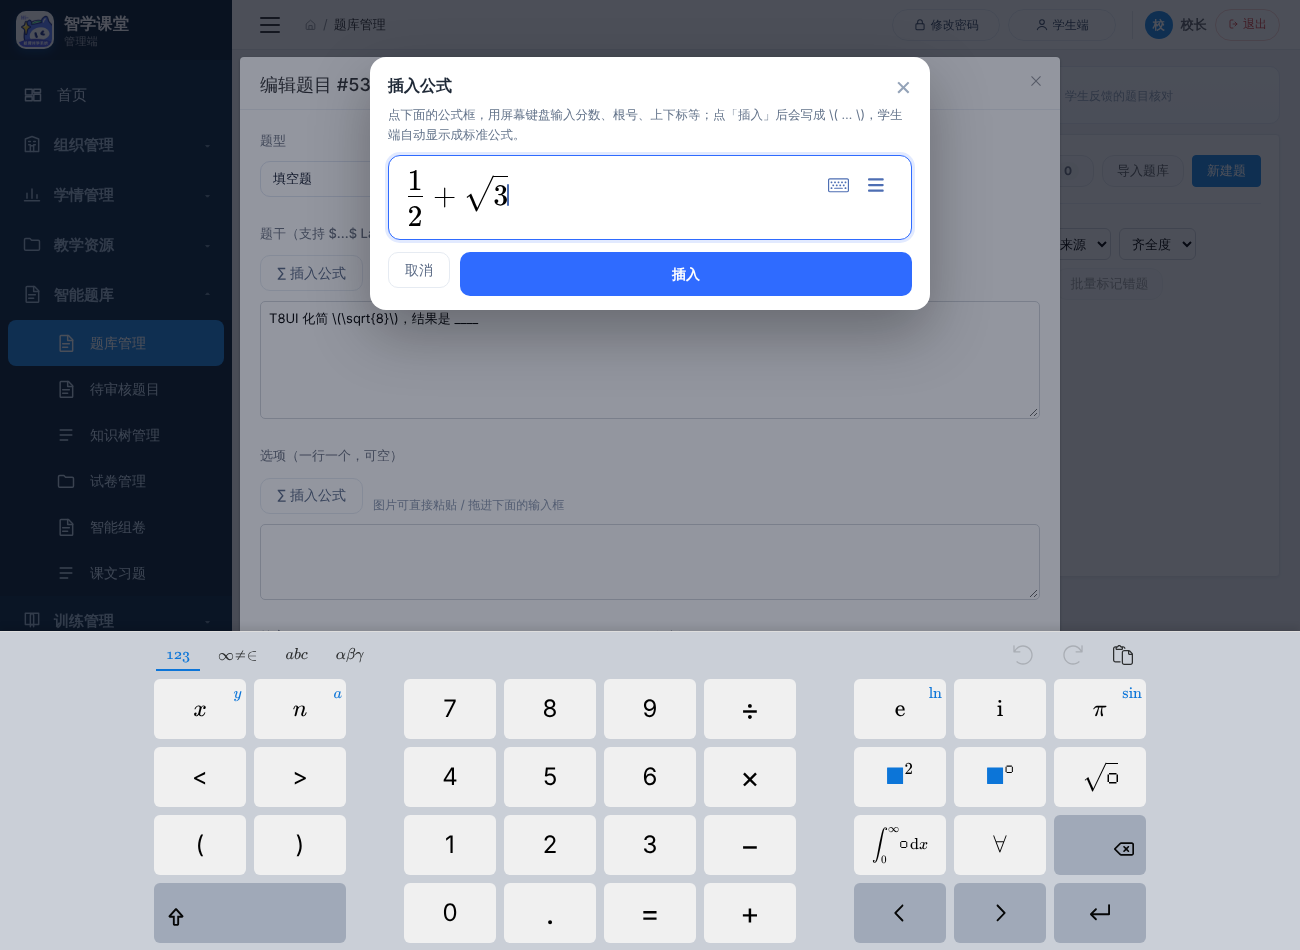 智学课堂
管理端
/ 题库管理
修改密码
学生端
校 校长
退出
首页
组织管理
学情管理
教学资源
智能题库
题库管理
待审核题目
知识树管理
试卷管理
智能组卷
课文习题
训练管理
编辑题目 #53
学生反馈的题目核对
题型
填空题
0
导入题库
新建题
题干（支持 $...$ La
∑ 插入公式
来源
齐全度
批量标记错题
插入公式
点下面的公式框，用屏幕键盘输入分数、根号、上下标等；点「插入」后会写成 \( ... \)，学生
端自动显示成标准公式。
1/2 + √3
取消
插入
T8UI 化简 \(\sqrt{8}\)，结果是 ____
选项（一行一个，可空）
∑ 插入公式
图片可直接粘贴 / 拖进下面的输入框
123 ∞≠∈ abc αβγ
x y n a 7 8 9 ÷ e ln i π sin
< > 4 5 6 × ■² ■▫ √▫
( ) 1 2 3 − ∫₀^∞ ▫dx ∀
0 . = +